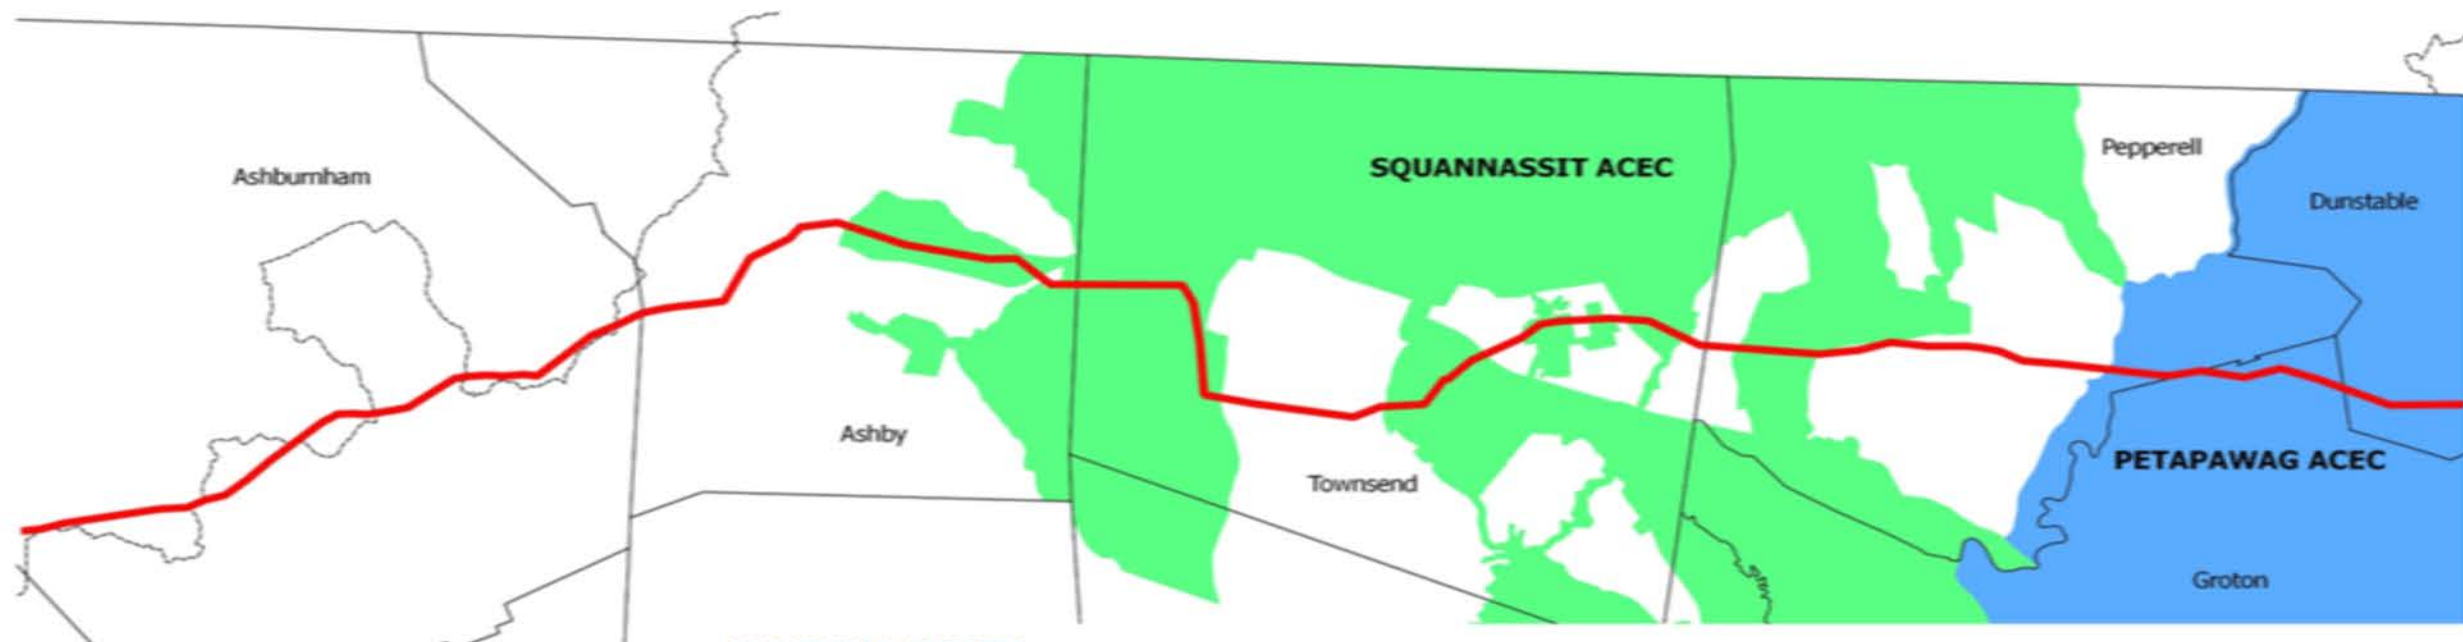 Ashburnham
SQUANNASSIT ACEC
Pepperell
Dunstable
Ashby
Townsend
PETAPAWAG ACEC
Groton